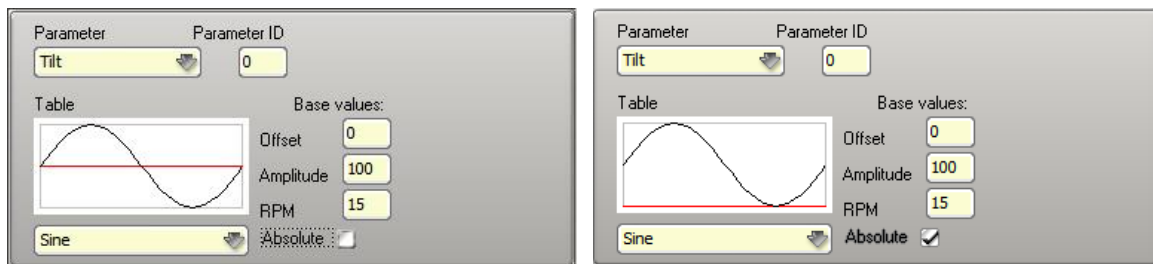 Parameter Parameter ID
Tilt 0
Table Base values:
Offset 0
Amplitude 100
RPM 15
Sine Absolute :
Parameter Parameter ID
Tilt 0
Table Base values:
Offset 0
Amplitude 100
RPM 15
Sine Absolute